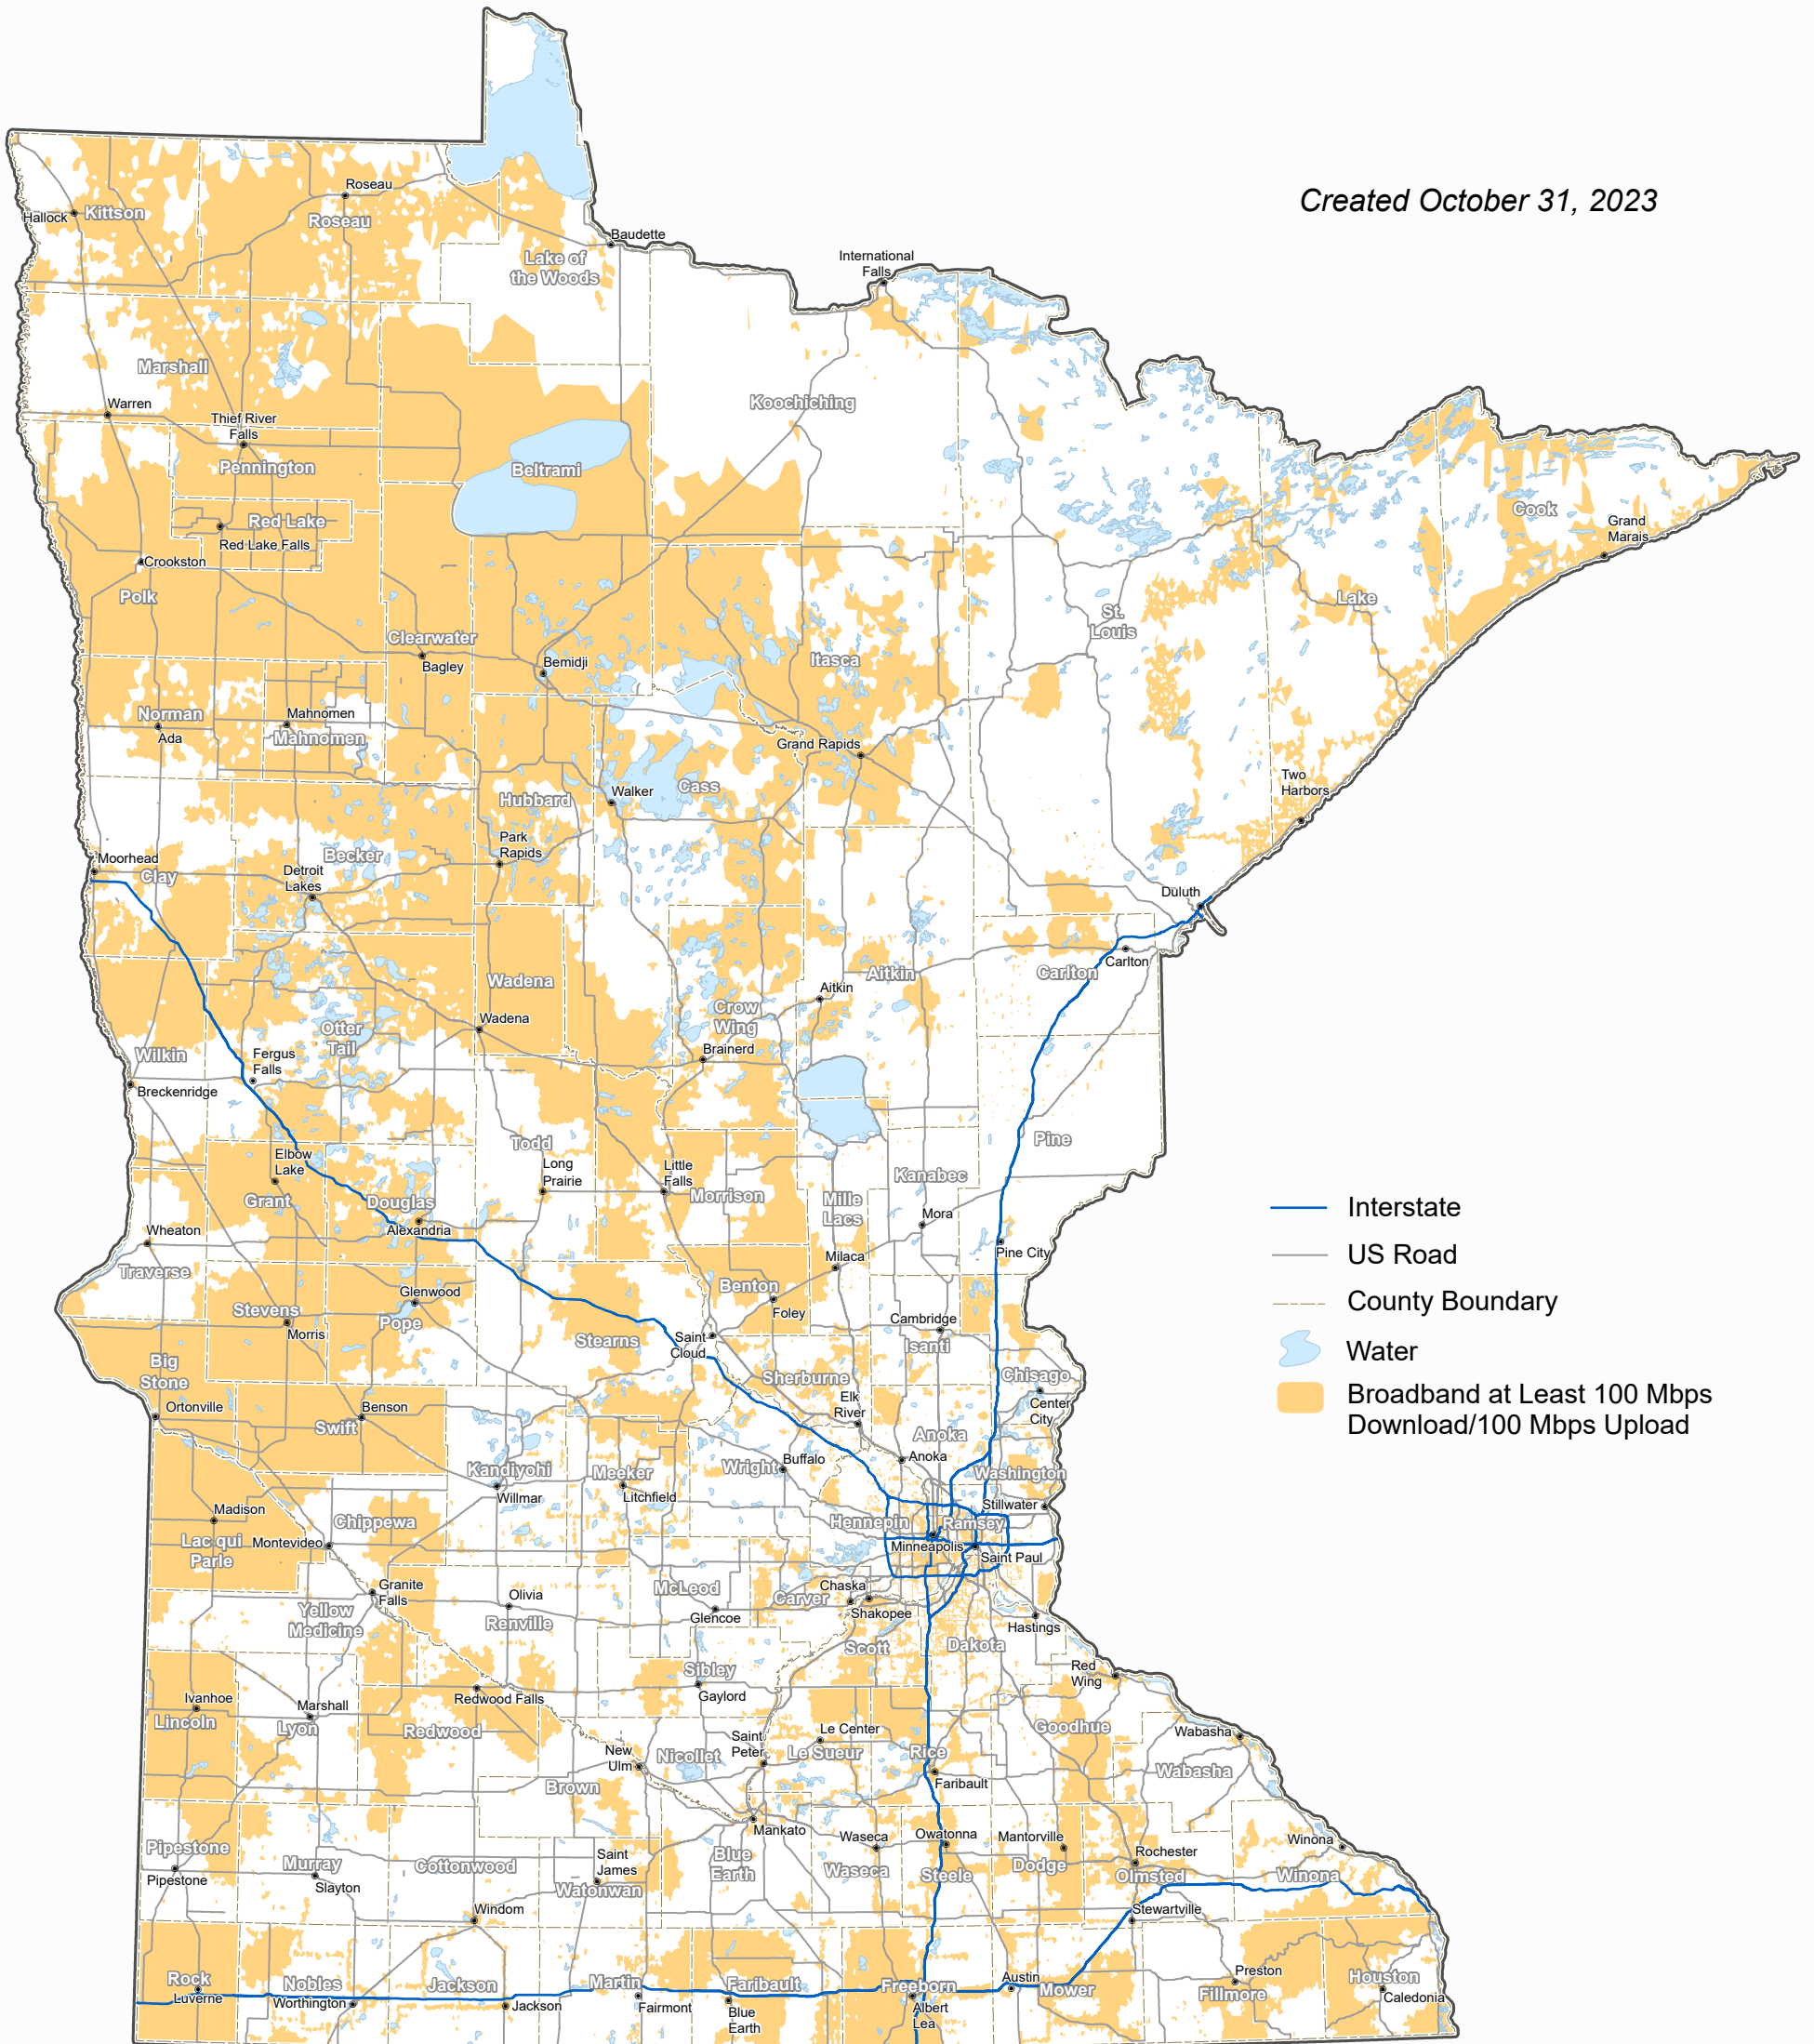 Created October 31, 2023
Roseau
Hallock
Kittson
Roseau
Baudette
Lake of
the Woods
International
Falls
Marshall
Warren
Thief River
Falls
Koochiching
Pennington
Beltrami
Red Lake
Red Lake Falls
Cook
Grand
Marais
Crookston
Polk
Clearwater
Bagley
Bemidji
Itasca
St.
Louis
Lake
Norman
Ada
Mahnomen
Mahnomen
Grand Rapids
Two
Harbors
Hubbard
Walker
Cass
Park
Rapids
Moorhead
Clay
Becker
Detroit
Lakes
Duluth
Carlton
Carlton
Wadena
Aitkin
Aitkin
Crow
Wing
Wadena
Otter
Tail
Brainerd
Wilkin
Fergus
Falls
Breckenridge
Pine
Todd
Elbow
Lake
Long
Prairie
Little
Falls
Grant
Douglas
Morrison
Mille
Lacs
Kanabec
Mora
Interstate
Wheaton
Alexandria
Pine City
US Road
Traverse
Milaca
Glenwood
Benton
Foley
County Boundary
Stevens
Morris
Pope
Stearns
Saint
Cloud
Cambridge
Isanti
Water
Big
Stone
Sherburne
Chisago
Center
City
Elk
River
Broadband at Least 100 Mbps
Download/100 Mbps Upload
Ortonville
Benson
Swift
Anoka
Anoka
Kandiyohi
Willmar
Meeker
Litchfield
Wright
Buffalo
Washington
Stillwater
Madison
Chippewa
Hennepin
Ramsey
Lac qui
Parle
Montevideo
Minneapolis
Saint Paul
Granite
Falls
Olivia
McLeod
Glencoe
Chaska
Carver
Shakopee
Yellow
Medicine
Renville
Hastings
Scott
Dakota
Sibley
Gaylord
Red
Wing
Ivanhoe
Lincoln
Marshall
Lyon
Redwood Falls
Redwood
Le Center
Le Sueur
Goodhue
Wabasha
Saint
Peter
New
Ulm
Nicollet
Rice
Faribault
Wabasha
Brown
Mankato
Waseca
Owatonna
Mantorville
Rochester
Winona
Pipestone
Pipestone
Murray
Slayton
Cottonwood
Saint
James
Watonwan
Blue
Earth
Waseca
Steele
Dodge
Olmsted
Winona
Windom
Stewartville
Rock
Luverne
Nobles
Worthington
Jackson
Jackson
Martin
Fairmont
Faribault
Blue
Earth
Freeborn
Albert
Lea
Austin
Mower
Preston
Fillmore
Houston
Caledonia